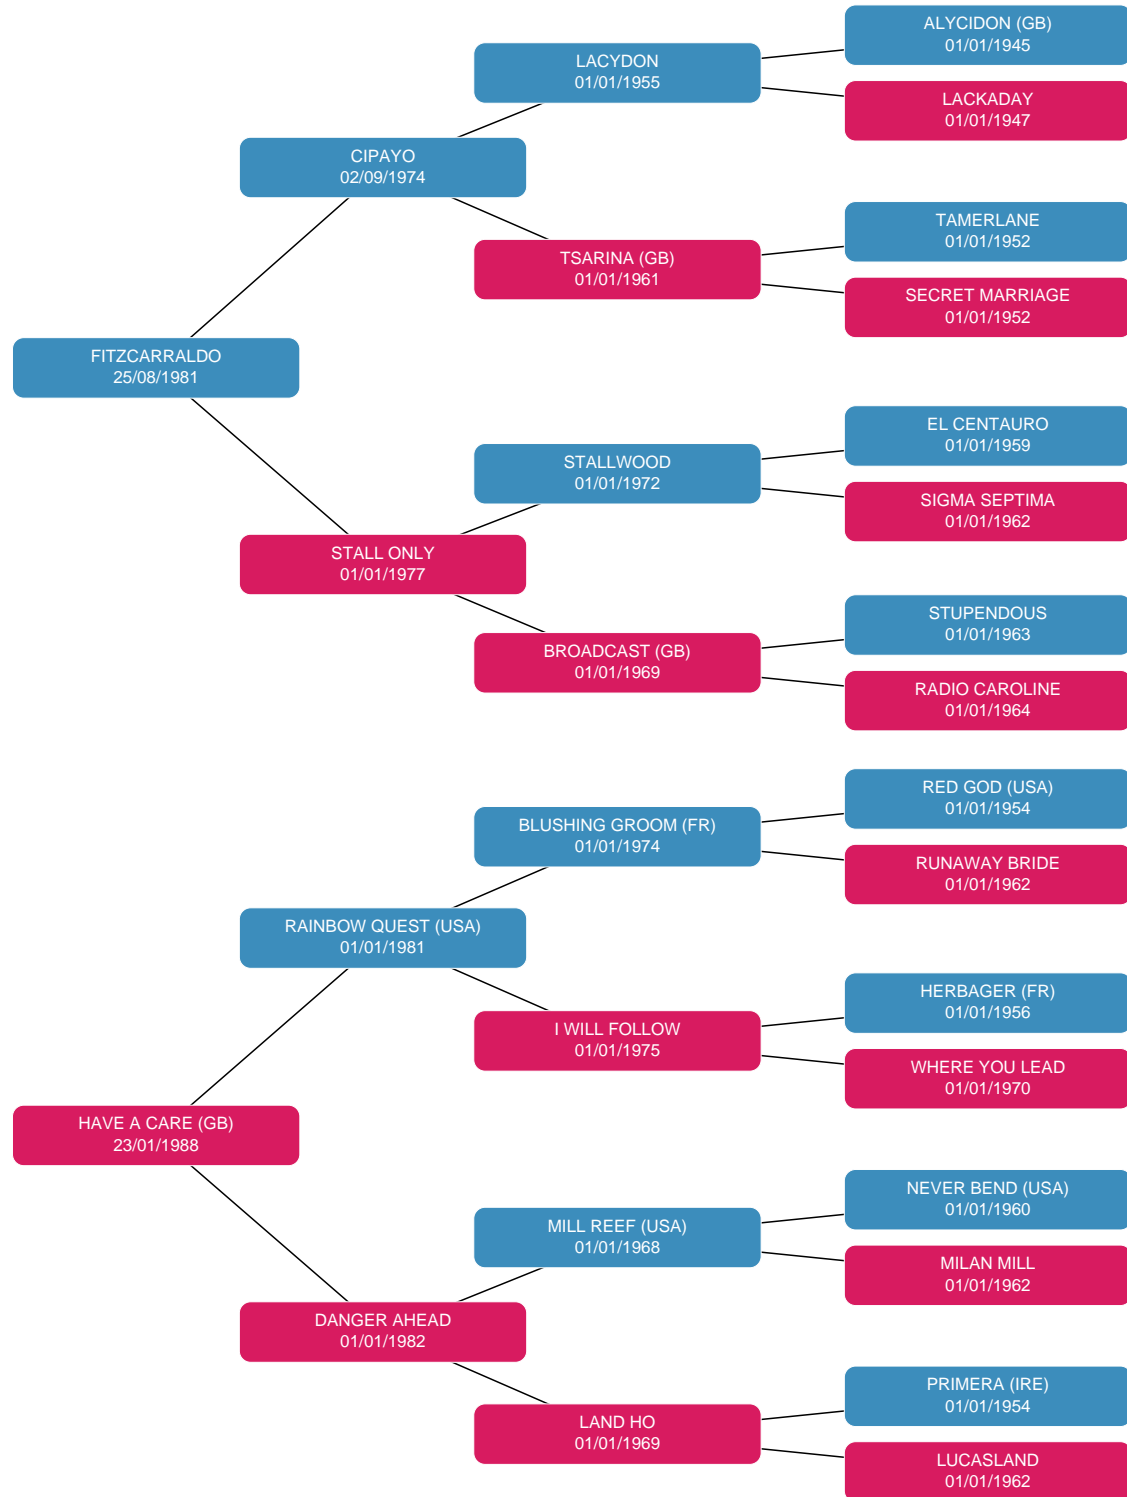 ALYCIDON (GB)
01/01/1945
LACYDON
01/01/1955
LACKADAY
01/01/1947
CIPAYO
02/09/1974
TAMERLANE
01/01/1952
TSARINA (GB)
01/01/1961
SECRET MARRIAGE
01/01/1952
FITZCARRALDO
25/08/1981
EL CENTAURO
01/01/1959
STALLWOOD
01/01/1972
SIGMA SEPTIMA
01/01/1962
STALL ONLY
01/01/1977
STUPENDOUS
01/01/1963
BROADCAST (GB)
01/01/1969
RADIO CAROLINE
01/01/1964
RED GOD (USA)
01/01/1954
BLUSHING GROOM (FR)
01/01/1974
RUNAWAY BRIDE
01/01/1962
RAINBOW QUEST (USA)
01/01/1981
HERBAGER (FR)
01/01/1956
I WILL FOLLOW
01/01/1975
WHERE YOU LEAD
01/01/1970
HAVE A CARE (GB)
23/01/1988
NEVER BEND (USA)
01/01/1960
MILL REEF (USA)
01/01/1968
MILAN MILL
01/01/1962
DANGER AHEAD
01/01/1982
PRIMERA (IRE)
01/01/1954
LAND HO
01/01/1969
LUCASLAND
01/01/1962